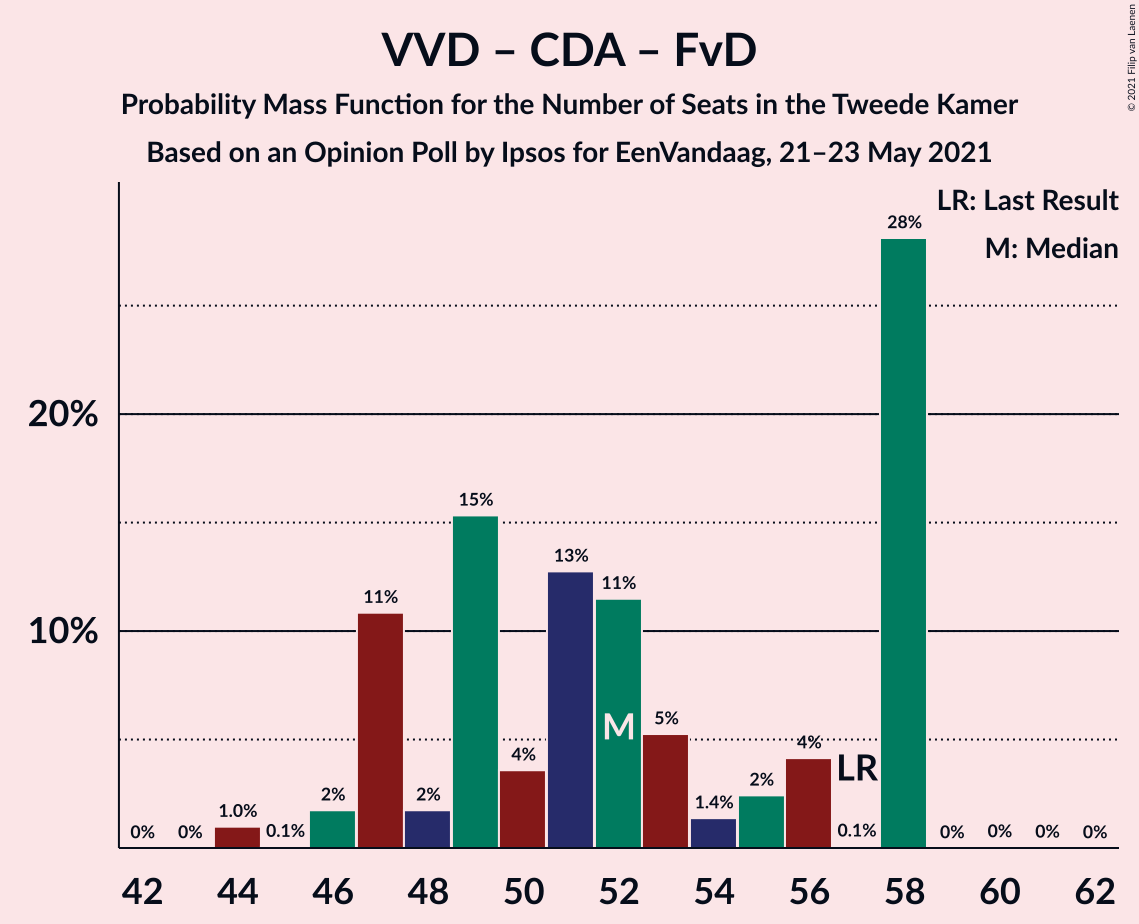 VVD – CDA – FvD
Probability Mass Function for the Number of Seats in the Tweede Kamer
Based on an Opinion Poll by Ipsos for EenVandaag, 21–23 May 2021
© 2021 Filip van Laenen
LR: Last Result
M: Median
28%
20%
15%
13%
11%
11%
10%
M
5%
4%
4%
LR
2%
2%
2%
1.4%
1.0%
0% 0% 0.1% 0.1% 0% 0% 0% 0%
42 44 46 48 50 52 54 56 58 60 62